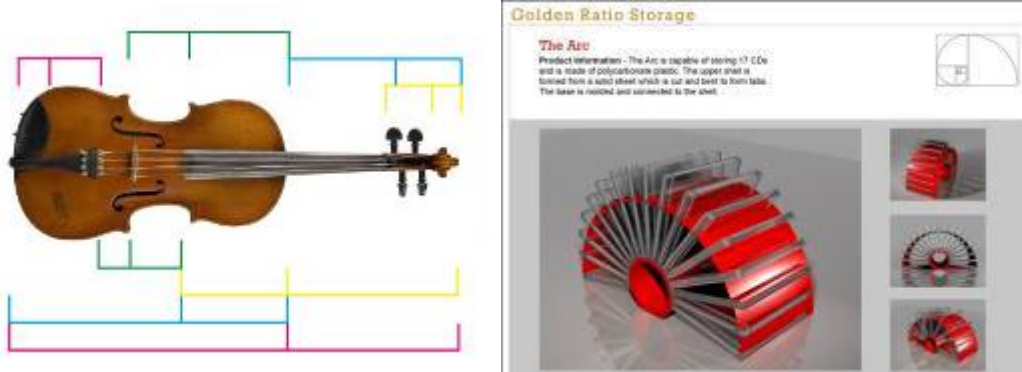 Golden Ratio Storage
The Arc
Product Information - The Arc is capable of storing 17 CDs
and is made of polycarbonate plastic. The upper shell is
formed from a solid sheet which is cut and bent to form tabs.
The base is molded and connected to the shell.